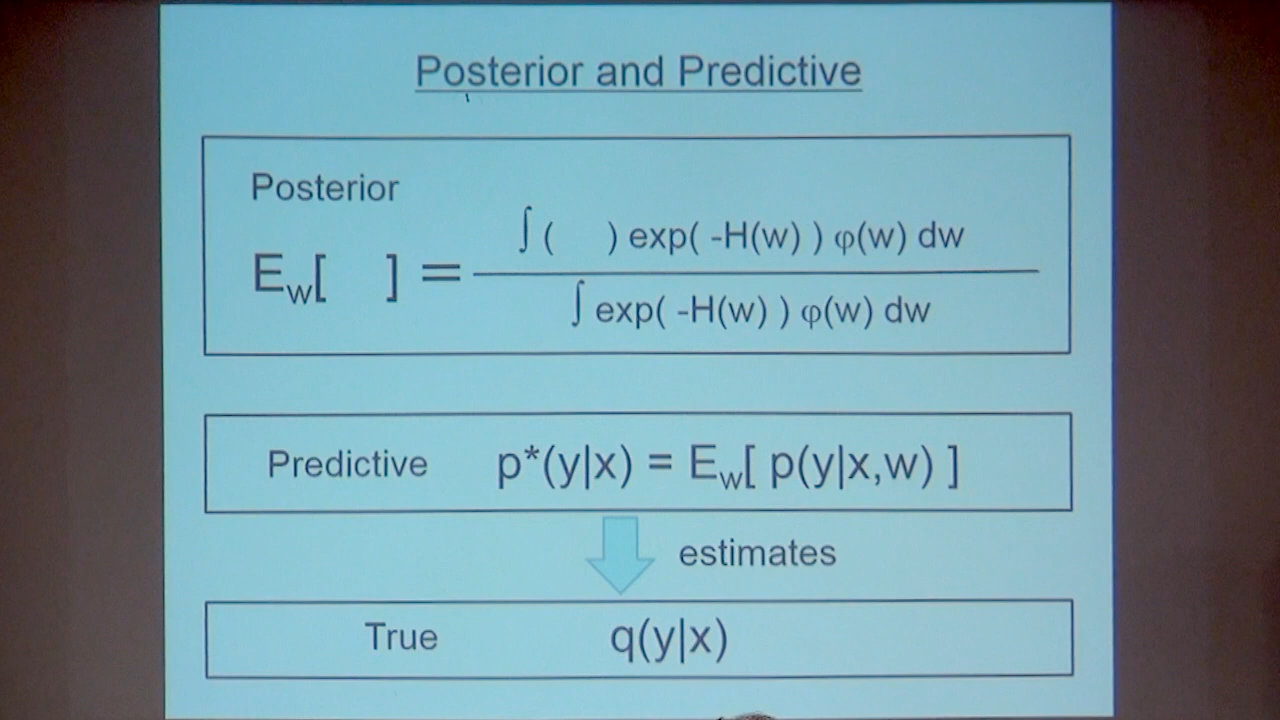 Posterior and Predictive
Posterior
E_w[   ] = ∫ (   ) exp( -H(w) ) φ(w) dw
∫ exp( -H(w) ) φ(w) dw
Predictive p*(y|x) = E_w[ p(y|x,w) ]
estimates
True q(y|x)